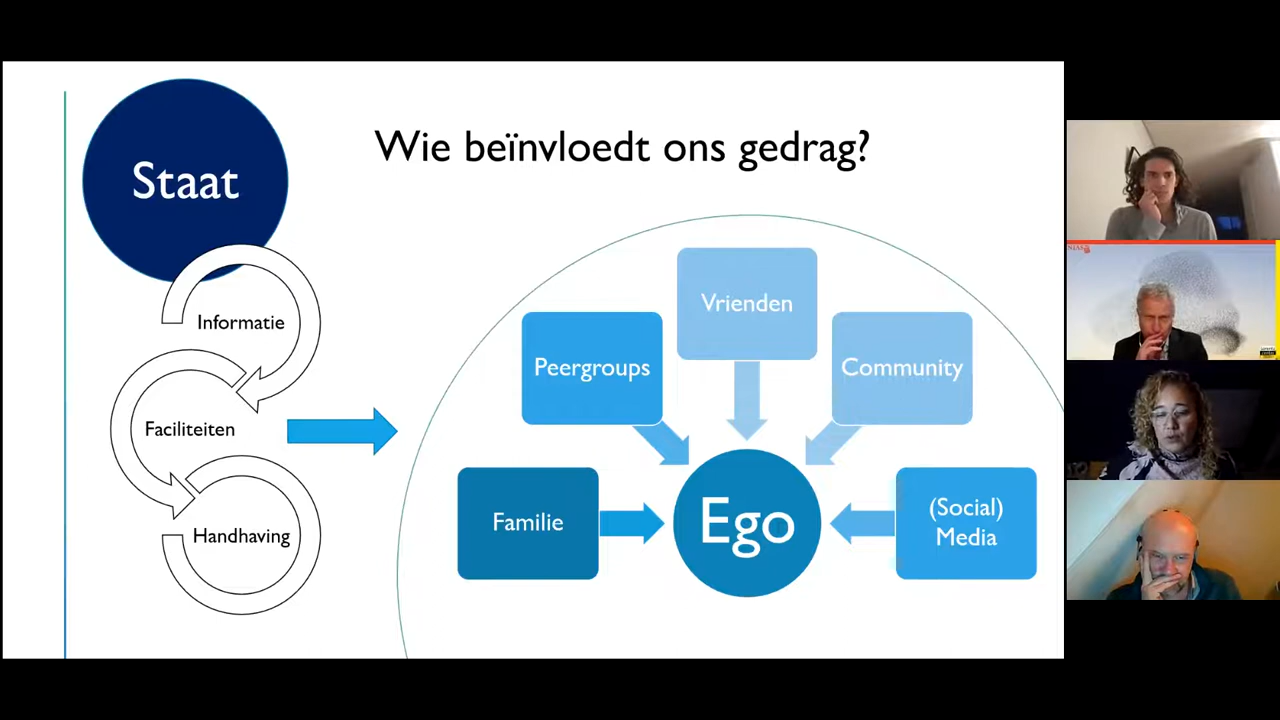 Wie beïnvloedt ons gedrag?
Staat
Informatie
Faciliteiten
Handhaving
Vrienden
Peergroups
Community
Familie
Ego
(Social)
Media